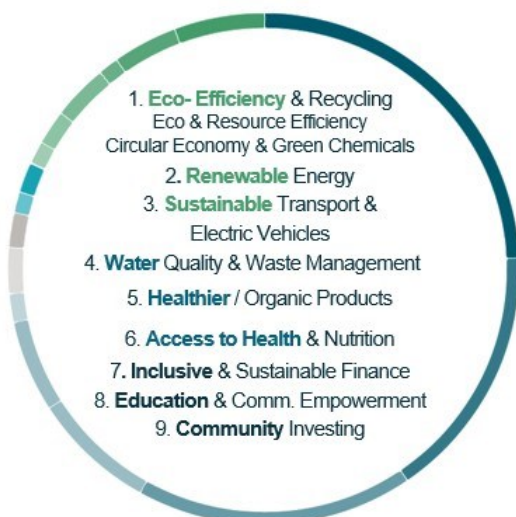 1. Eco- Efficiency & Recycling
Eco & Resource Efficiency
Circular Economy & Green Chemicals
2. Renewable Energy
3. Sustainable Transport &
Electric Vehicles
4. Water Quality & Waste Management
5. Healthier / Organic Products
6. Access to Health & Nutrition
7. Inclusive & Sustainable Finance
8. Education & Comm. Empowerment
9. Community Investing